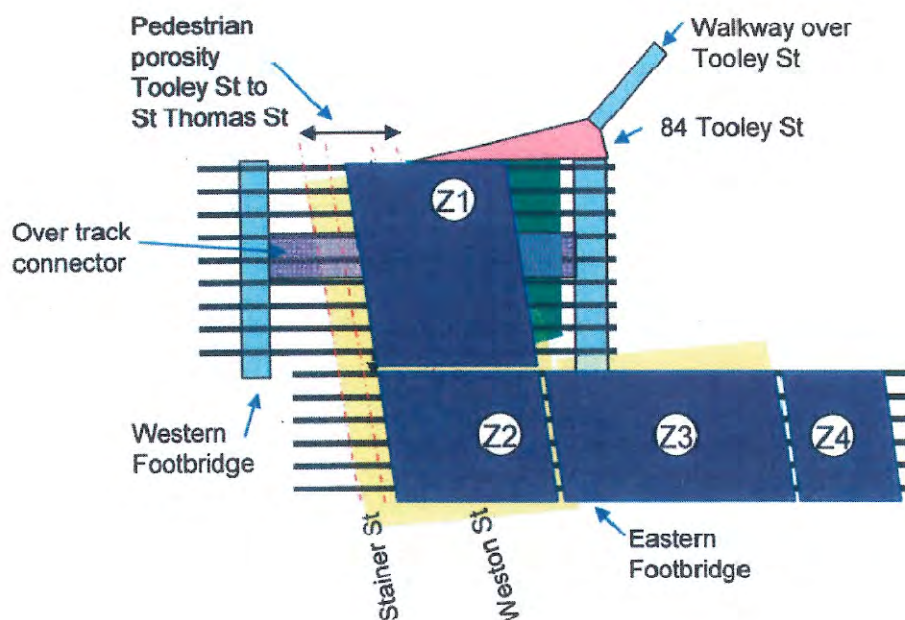 Pedestrian
porosity
Tooley St to
St Thomas St
Walkway over
Tooley St
84 Tooley St
Z1
Over track
connector
Western
Footbridge
Z2
Z3
Z4
Stainer St
Weston St
Eastern
Footbridge